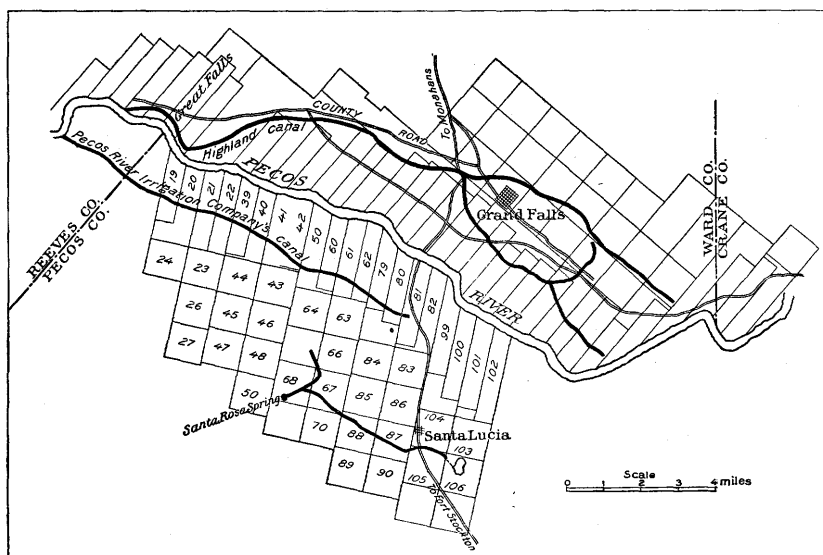 Great Falls
COUNTY
ROAD
To Monahans
Highland canal
PECOS
RIVER
Pecos River Irrigation Company's canal
Grand Falls
WARD CO.
CRANE CO.
REEVES CO.
PECOS CO.
19
20
21
22
39
40
41
42
50
60
61
62
79
80
81
82
99
100
101
102
24
23
44
43
64
63
26
45
46
66
84
83
27
47
48
68
67
85
86
104
50
70
88
87
103
89
90
105
106
Santa Rosa Springs
Santa Lucia
To Fort Stockton
Scale
0 1 2 3 4 miles